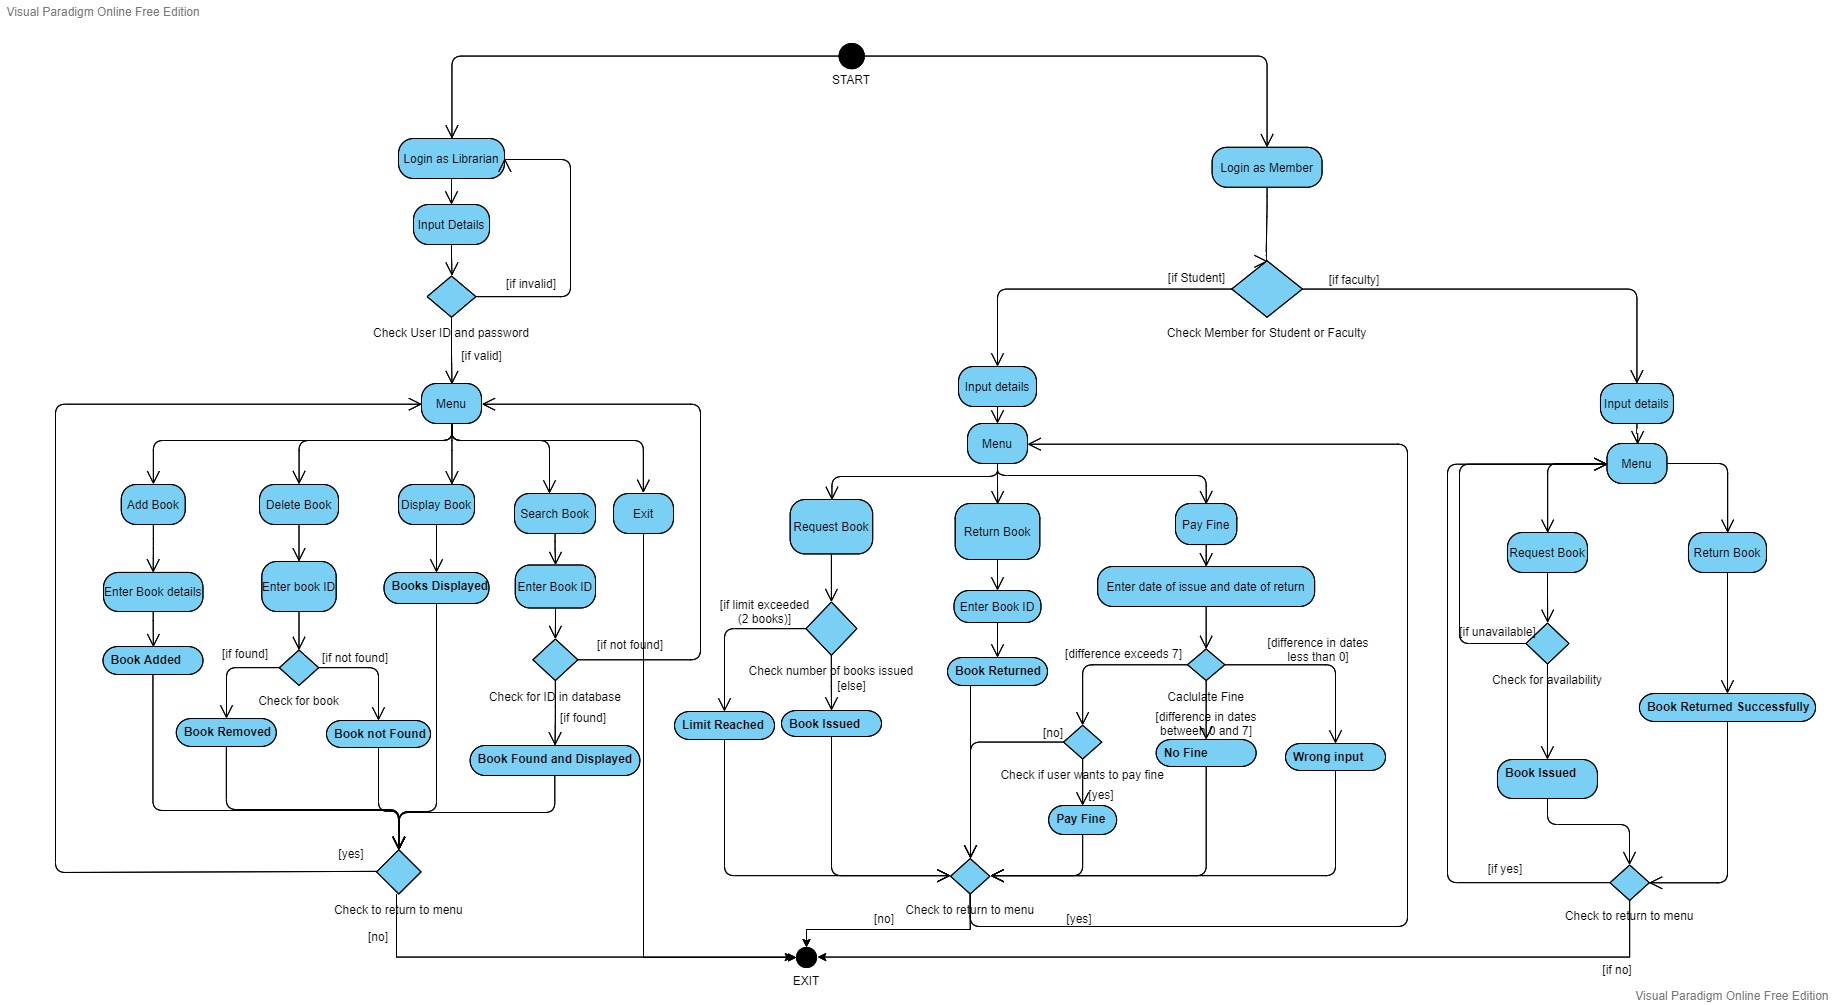 Visual Paradigm Online Free Edition
START
Login as Librarian
Login as Member
Input Details
[if invalid]
Check User ID and password
[if valid]
[if Student]
[if faculty]
Check Member for Student or Faculty
Menu
Add Book
Delete Book
Display Book
Search Book
Exit
Enter Book details
Enter book ID
Books Displayed
Enter Book ID
Book Added
[if found]
[if not found]
Check for book
Book Removed
Book not Found
[if not found]
Check for ID in database
[if found]
Book Found and Displayed
[yes]
Check to return to menu
[no]
Input details
Menu
Request Book
Return Book
Pay Fine
[if limit exceeded
(2 books)]
Check number of books issued
[else]
Limit Reached
Book Issued
Enter Book ID
Book Returned
Enter date of issue and date of return
[difference exceeds 7]
[difference in dates
less than 0]
Caclulate Fine
[difference in dates
between 0 and 7]
[no]
Check if user wants to pay fine
[yes]
Pay Fine
No Fine
Wrong input
Check to return to menu
[no]
[yes]
Input details
Menu
Request Book
Return Book
[if unavailable]
Check for availability
Book Returned Successfully
Book Issued
[if yes]
Check to return to menu
[if no]
EXIT
Visual Paradigm Online Free Edition